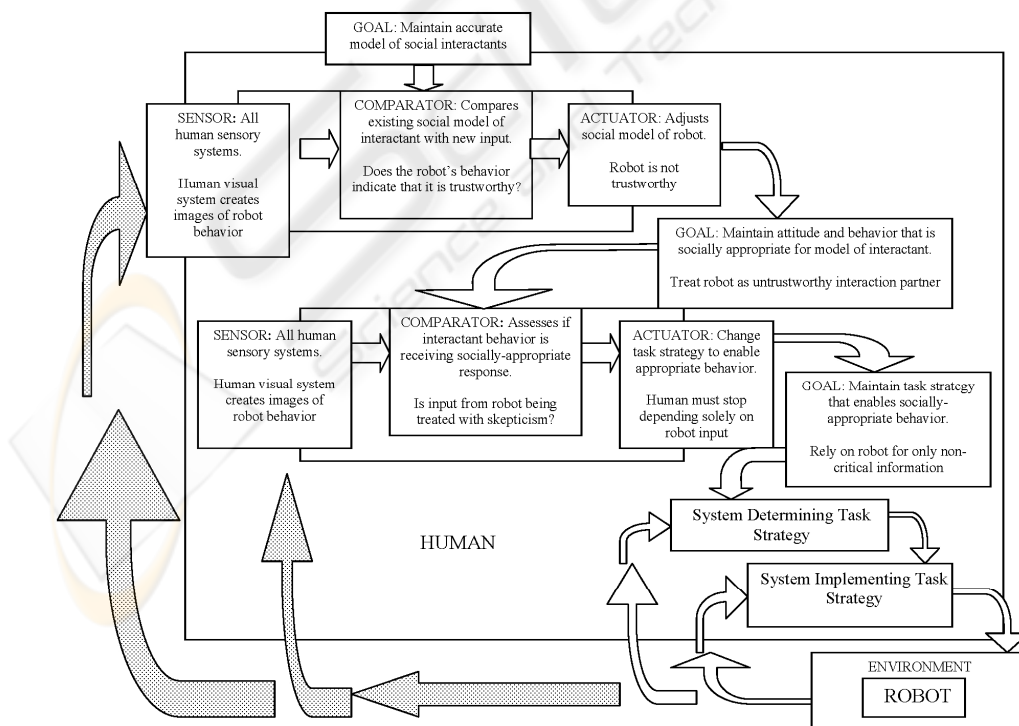 GOAL: Maintain accurate
model of social interactants
SENSOR: All
human sensory
systems.
Human visual
system creates
images of robot
behavior
COMPARATOR: Compares
existing social model of
interactant with new input.
Does the robot's behavior
indicate that it is trustworthy?
ACTUATOR: Adjusts
social model of robot.
Robot is not
trustworthy
GOAL: Maintain attitude and behavior that is
socially appropriate for model of interactant.
Treat robot as untrustworthy interaction partner
SENSOR: All human
sensory systems.
Human visual system
creates images of
robot behavior
COMPARATOR: Assesses if
interactant behavior is
receiving socially-appropriate
response.
Is input from robot being
treated with skepticism?
ACTUATOR: Change
task strategy to enable
appropriate behavior.
Human must stop
depending solely on
robot input
GOAL: Maintain task strategy
that enables socially-
appropriate behavior.
Rely on robot for only non-
critical information
System Determining Task
Strategy
HUMAN
System Implementing Task
Strategy
ENVIRONMENT
ROBOT
Science and Tec